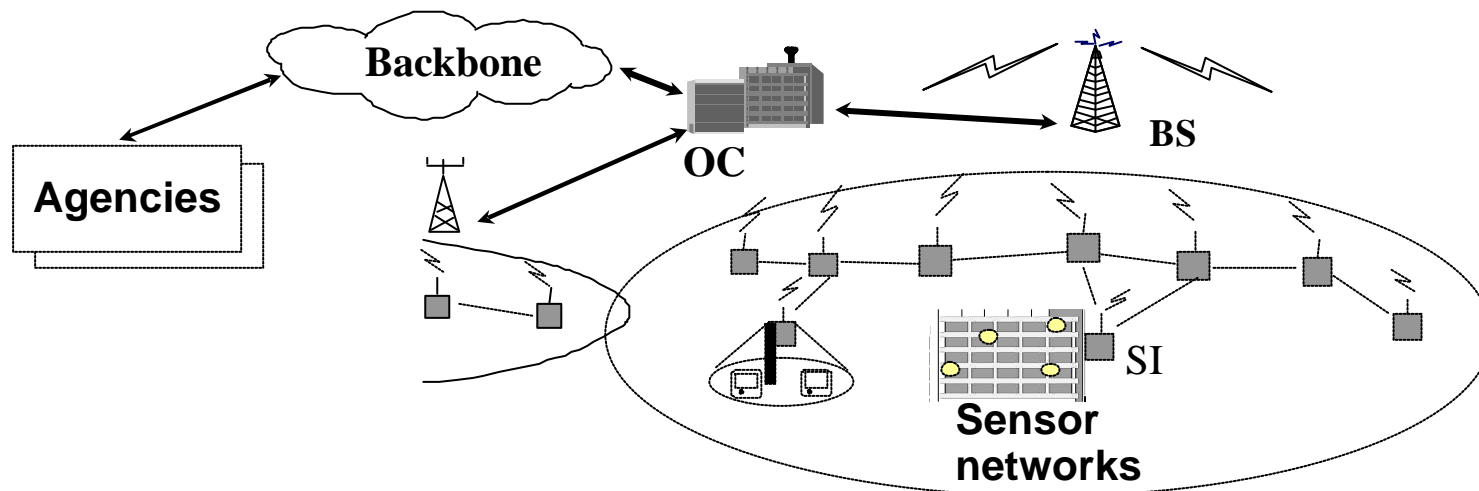 Backbone
OC
BS
Agencies
SI
Sensor
networks